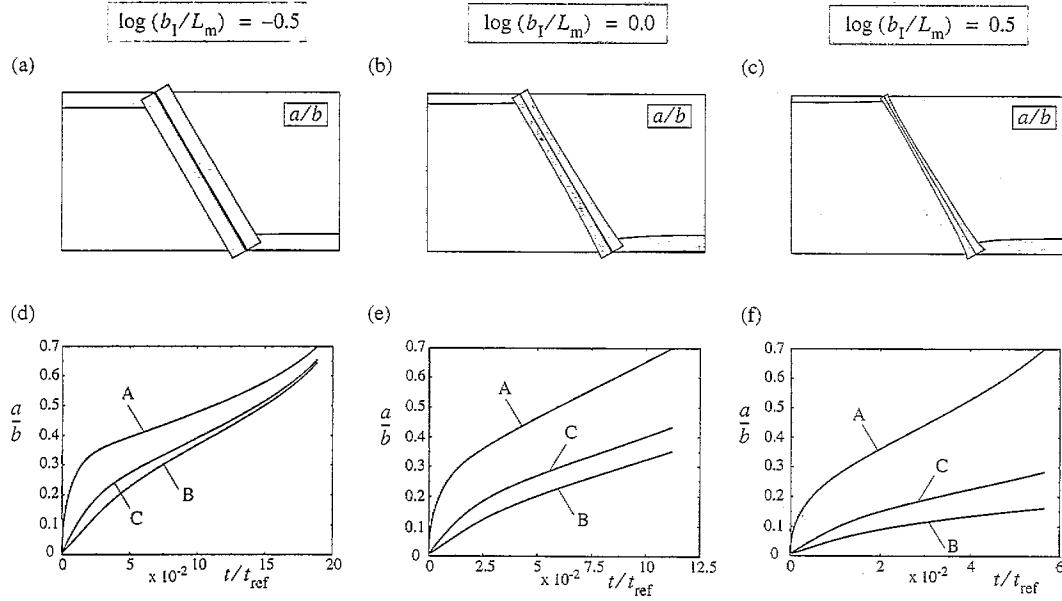 log (b_I/L_m) = −0.5
log (b_I/L_m) = 0.0
log (b_I/L_m) = 0.5
(a)
a/b
(b)
a/b
(c)
a/b
(d)
0.7
0.6
0.5
0.4
0.3
0.2
0.1
0
a/b
A
C
B
0 5 10 15 20
x 10⁻² t/t_ref
(e)
0.7
0.6
0.5
0.4
0.3
0.2
0.1
0
a/b
A
C
B
0 2.5 5 7.5 10 12.5
x 10⁻² t/t_ref
(f)
0.7
0.6
0.5
0.4
0.3
0.2
0.1
0
a/b
A
C
B
0 2 4 6
x 10⁻² t/t_ref